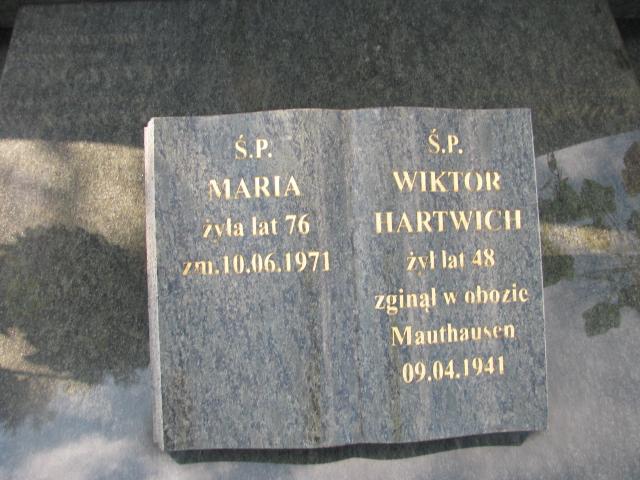 Ś.P.
MARIA
żyła lat 76
zm.10.06.1971
Ś.P.
WIKTOR
HARTWICH
żył lat 48
zginął w obozie
Mauthausen
09.04.1941